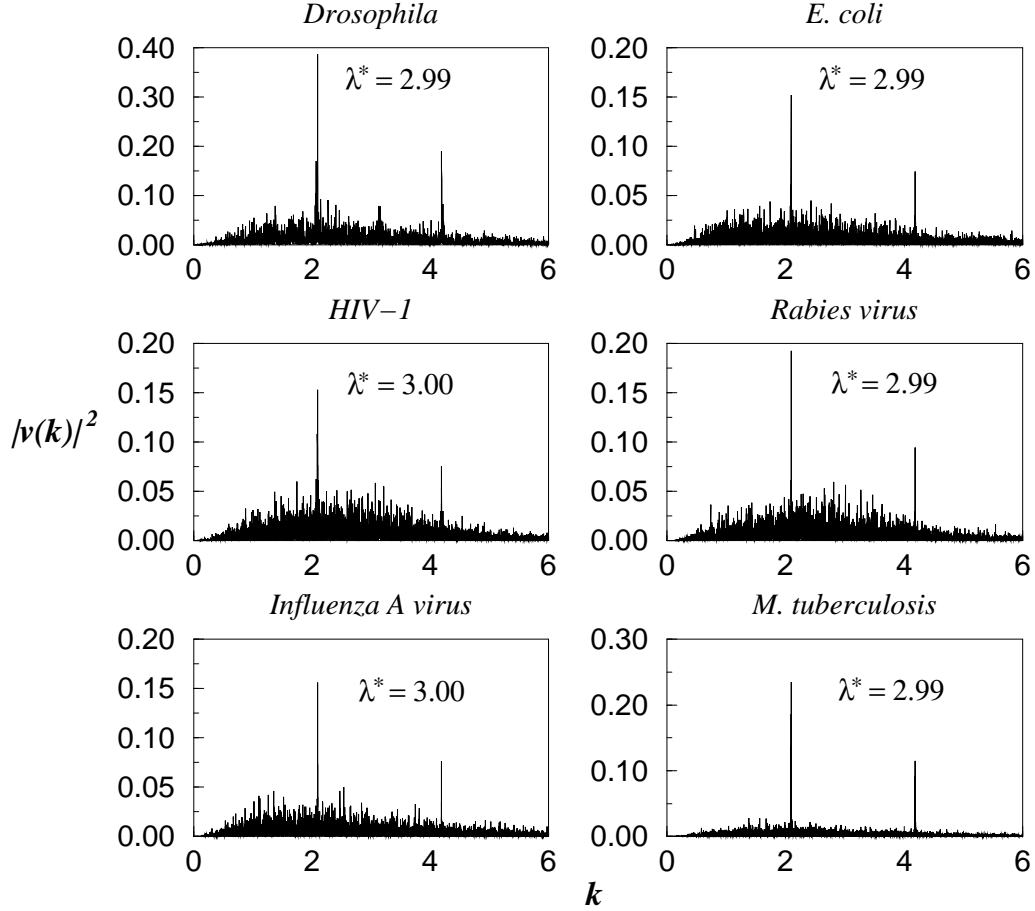 Drosophila
0.40
0.30
0.20
0.10
0.00
λ* = 2.99
0 2 4 6
E. coli
0.20
0.15
0.10
0.05
0.00
λ* = 2.99
0 2 4 6
HIV−1
0.20
0.15
0.10
0.05
0.00
λ* = 3.00
0 2 4 6
Rabies virus
0.20
0.15
0.10
0.05
0.00
λ* = 2.99
0 2 4 6
|v(k)|²
Influenza A virus
0.20
0.15
0.10
0.05
0.00
λ* = 3.00
0 2 4 6
M. tuberculosis
0.30
0.20
0.10
0.00
λ* = 2.99
0 2 4 6
k